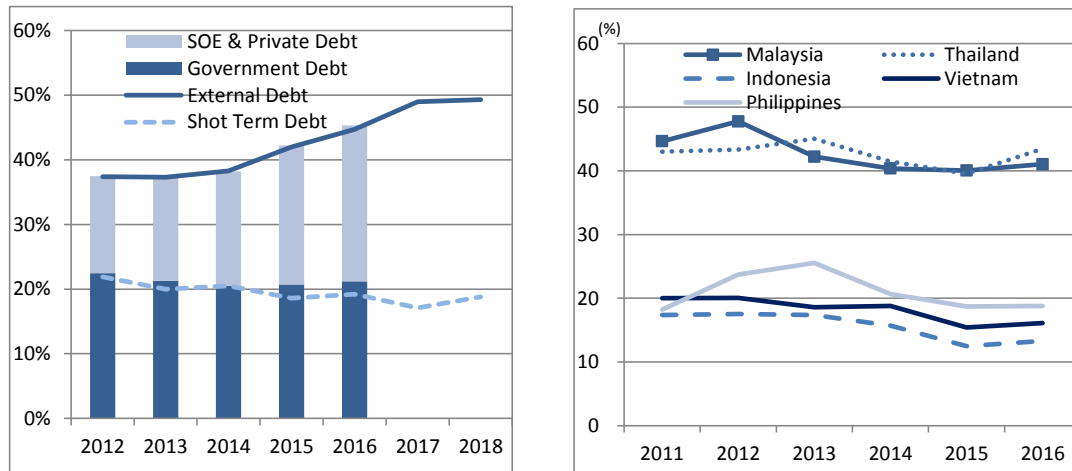 60%
50%
40%
30%
20%
10%
0%
SOE & Private Debt
Government Debt
External Debt
Shot Term Debt
2012 2013 2014 2015 2016 2017 2018
(%)
60
50
40
30
20
10
0
Malaysia Thailand
Indonesia Vietnam
Philippines
2011 2012 2013 2014 2015 2016